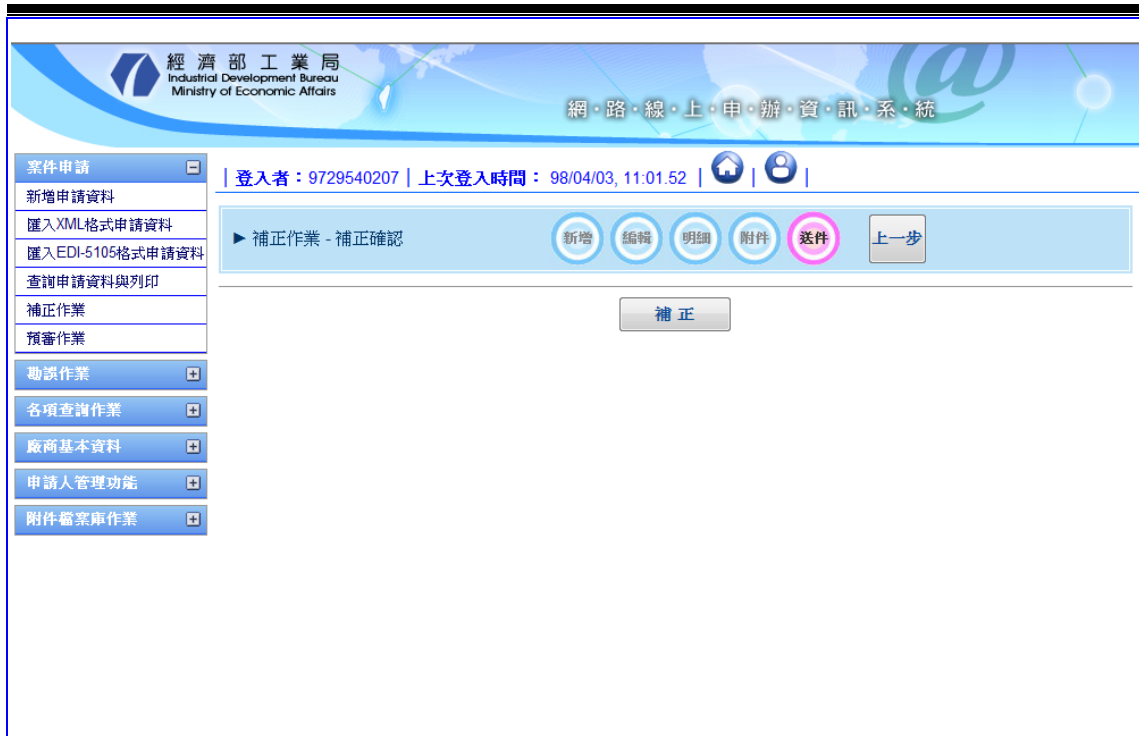 經濟部工業局
Industrial Development Bureau
Ministry of Economic Affairs
網‧路‧線‧上‧申‧辦‧資‧訊‧系‧統
案件申請
新增申請資料
匯入XML格式申請資料
匯入EDI-5105格式申請資料
查詢申請資料與列印
補正作業
預審作業
勘誤作業
各項查詢作業
廠商基本資料
申請人管理功能
附件檔案庫作業
| 登入者：9729540207 | 上次登入時間： 98/04/03, 11:01.52 | | |
► 補正作業 - 補正確認
新增 編輯 明細 附件 送件 上一步
補 正